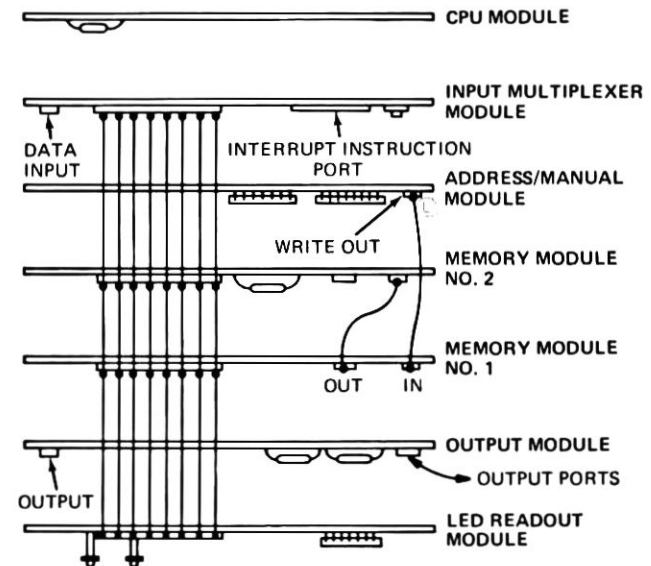 CPU MODULE
INPUT MULTIPLEXER
MODULE
DATA
INPUT
INTERRUPT INSTRUCTION
PORT
ADDRESS/MANUAL
MODULE
WRITE OUT
MEMORY MODULE
NO. 2
MEMORY MODULE
NO. 1
OUT
IN
OUTPUT MODULE
OUTPUT PORTS
OUTPUT
LED READOUT
MODULE